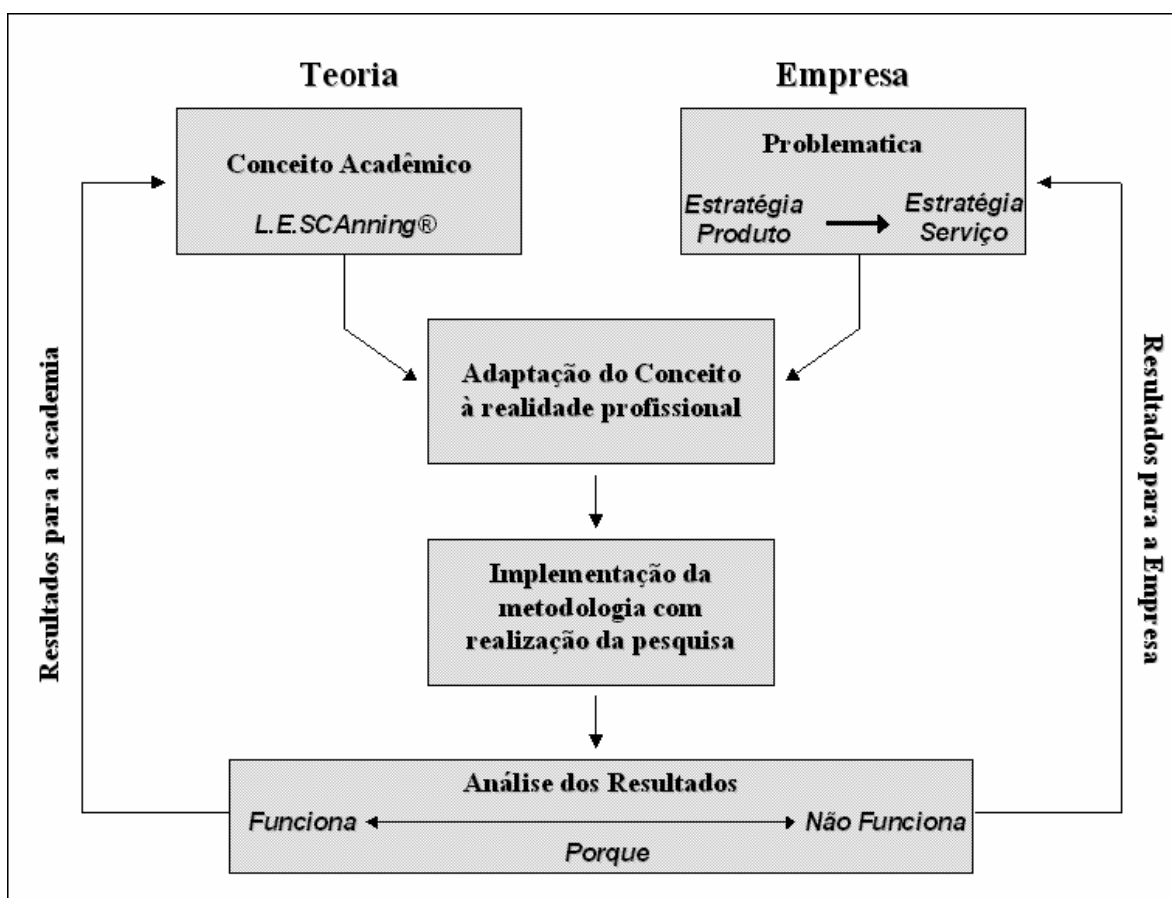 Teoria
Empresa
Conceito Acadêmico
L.E.SCAnning®
Problematica
Estratégia
Produto
Estratégia
Serviço
Adaptação do Conceito
à realidade profissional
Implementação da
metodologia com
realização da pesquisa
Análise dos Resultados
Funciona
Não Funciona
Porque
Resultados para a academia
Resultados para a Empresa